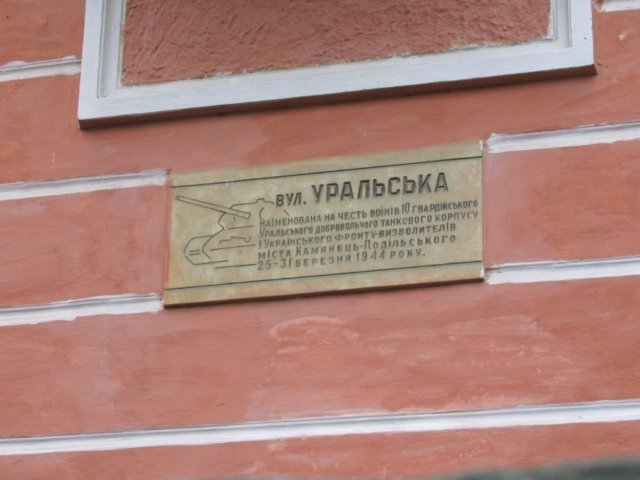 вул. УРАЛЬСЬКА
НАЙМЕНОВАНА НА ЧЕСТЬ ВОЇНІВ 10 ГВАРДІЙСЬКОГО
УРАЛЬСЬКОГО ДОБРОВОЛЬЧОГО ТАНКОВОГО КОРПУСУ
І УКРАЇНСЬКОГО ФРОНТУ-ВИЗВОЛИТЕЛІВ
МІСТА КАМ'ЯНЕЦЬ-ПОДІЛЬСЬКОГО
25-31 БЕРЕЗНЯ 1944 РОКУ.